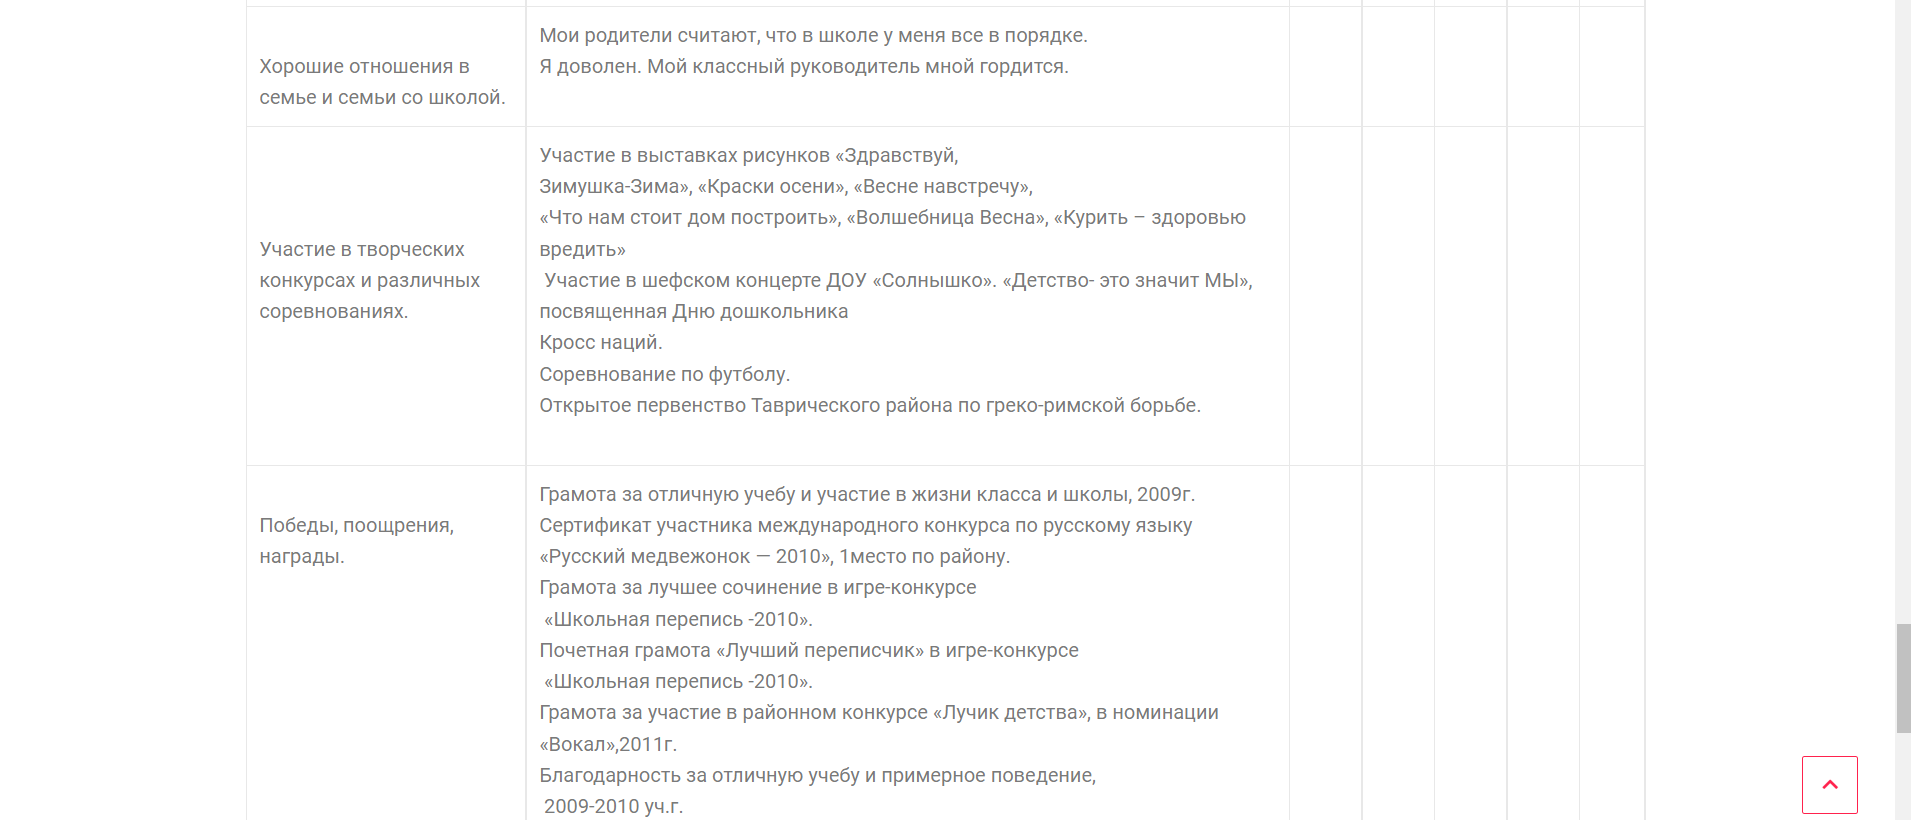 Хорошие отношения в
семье и семьи со школой.
Мои родители считают, что в школе у меня все в порядке.
Я доволен. Мой классный руководитель мной гордится.
Участие в творческих
конкурсах и различных
соревнованиях.
Участие в выставках рисунков «Здравствуй,
Зимушка-Зима», «Краски осени», «Весне навстречу»,
«Что нам стоит дом построить», «Волшебница Весна», «Курить – здоровью
вредить»
Участие в шефском концерте ДОУ «Солнышко». «Детство- это значит МЫ»,
посвященная Дню дошкольника
Кросс наций.
Соревнование по футболу.
Открытое первенство Таврического района по греко-римской борьбе.
Победы, поощрения,
награды.
Грамота за отличную учебу и участие в жизни класса и школы, 2009г.
Сертификат участника международного конкурса по русскому языку
«Русский медвежонок — 2010», 1место по району.
Грамота за лучшее сочинение в игре-конкурсе
«Школьная перепись -2010».
Почетная грамота «Лучший переписчик» в игре-конкурсе
«Школьная перепись -2010».
Грамота за участие в районном конкурсе «Лучик детства», в номинации
«Вокал»,2011г.
Благодарность за отличную учебу и примерное поведение,
2009-2010 уч.г.